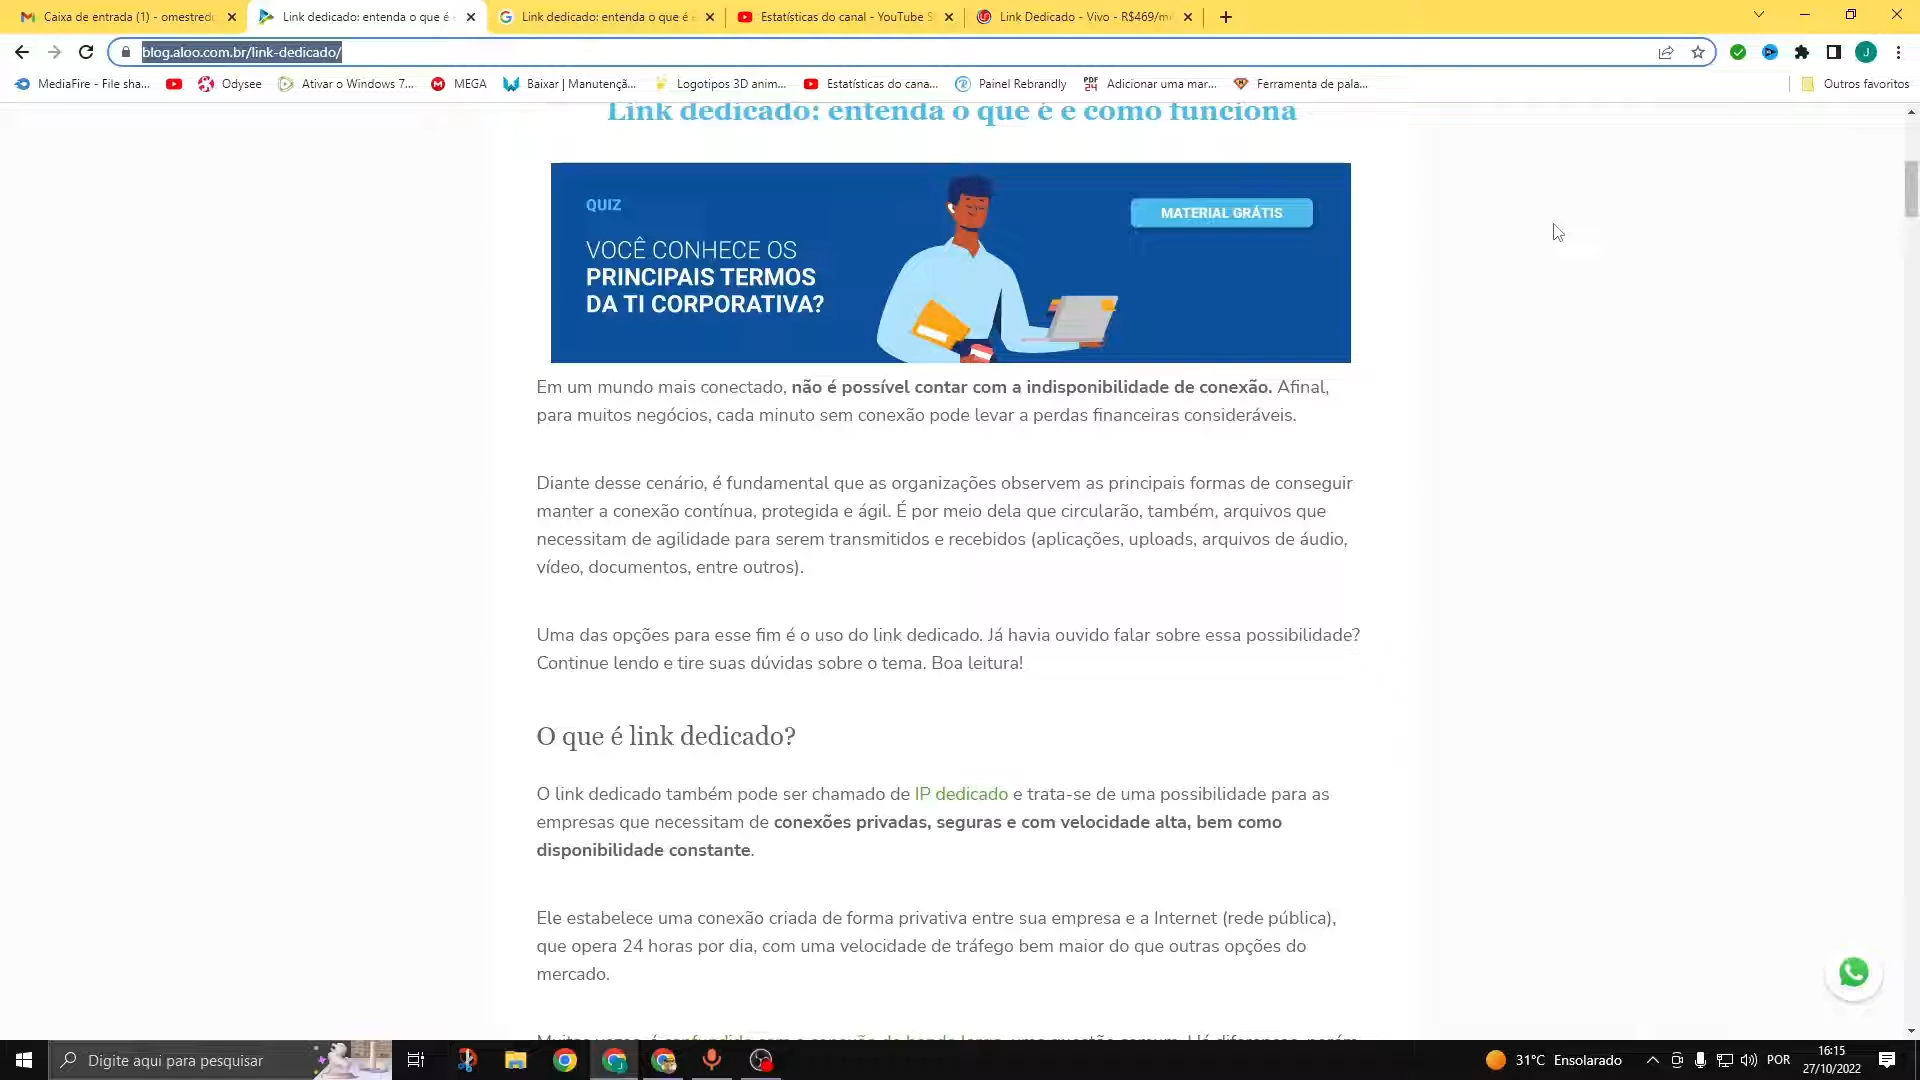 Caixa de entrada (1) - omestred
Link dedicado: entenda o que é e
Link dedicado: entenda o que é e
Estatísticas do canal - YouTube S
Link Dedicado - Vivo - R$469/m
blog.aloo.com.br/link-dedicado/
MediaFire - File sha...
Odysee
Ativar o Windows 7...
MEGA
Baixar | Manutençã...
Logotipos 3D anim...
Estatísticas do cana...
Painel Rebrandly
Adicionar uma mar...
Ferramenta de pala...
Outros favoritos
Link dedicado: entenda o que é e como funciona
QUIZ
MATERIAL GRÁTIS
VOCÊ CONHECE OS
PRINCIPAIS TERMOS
DA TI CORPORATIVA?
Em um mundo mais conectado, não é possível contar com a indisponibilidade de conexão. Afinal,
para muitos negócios, cada minuto sem conexão pode levar a perdas financeiras consideráveis.
Diante desse cenário, é fundamental que as organizações observem as principais formas de conseguir
manter a conexão contínua, protegida e ágil. É por meio dela que circularão, também, arquivos que
necessitam de agilidade para serem transmitidos e recebidos (aplicações, uploads, arquivos de áudio,
vídeo, documentos, entre outros).
Uma das opções para esse fim é o uso do link dedicado. Já havia ouvido falar sobre essa possibilidade?
Continue lendo e tire suas dúvidas sobre o tema. Boa leitura!
O que é link dedicado?
O link dedicado também pode ser chamado de IP dedicado e trata-se de uma possibilidade para as
empresas que necessitam de conexões privadas, seguras e com velocidade alta, bem como
disponibilidade constante.
Ele estabelece uma conexão criada de forma privativa entre sua empresa e a Internet (rede pública),
que opera 24 horas por dia, com uma velocidade de tráfego bem maior do que outras opções do
mercado.
Digite aqui para pesquisar
31°C Ensolarado
POR
16:15
27/10/2022